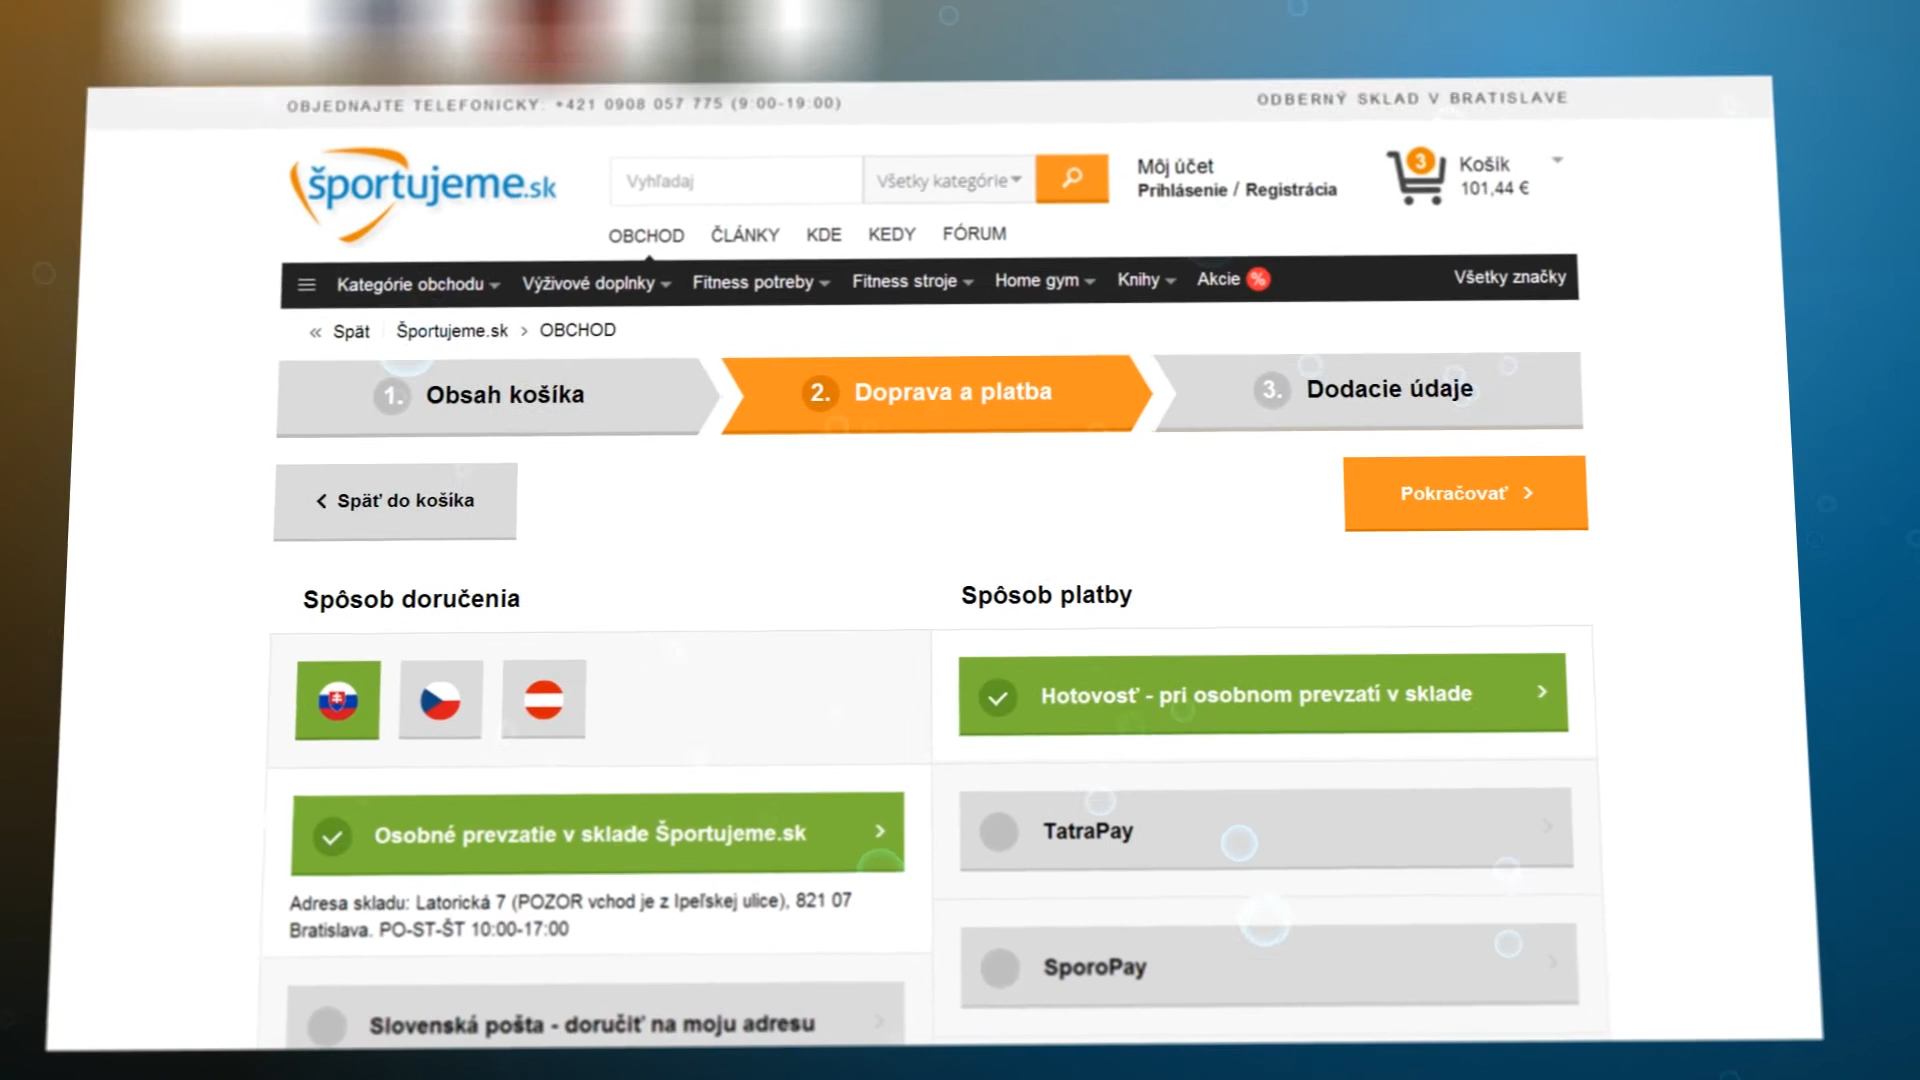 OBJEDNAJTE TELEFONICKY: +421 0908 057 775 (9:00-19:00)
ODBERNÝ SKLAD V BRATISLAVE
športujeme.sk
Vyhľadaj
Všetky kategórie
Môj účet
Prihlásenie / Registrácia
3
Košík
101,44 €
OBCHOD ČLÁNKY KDE KEDY FÓRUM
Kategórie obchodu Výživové doplnky Fitness potreby Fitness stroje Home gym Knihy Akcie % Všetky značky
« Späť Športujeme.sk > OBCHOD
1. Obsah košíka
2. Doprava a platba
3. Dodacie údaje
Späť do košíka
Pokračovať
Spôsob doručenia
Spôsob platby
Hotovosť - pri osobnom prevzatí v sklade
Osobné prevzatie v sklade Športujeme.sk
TatraPay
Adresa skladu: Latorická 7 (POZOR vchod je z Ipeľskej ulice), 821 07
Bratislava. PO-ST-ŠT 10:00-17:00
SporoPay
Slovenská pošta - doručiť na moju adresu